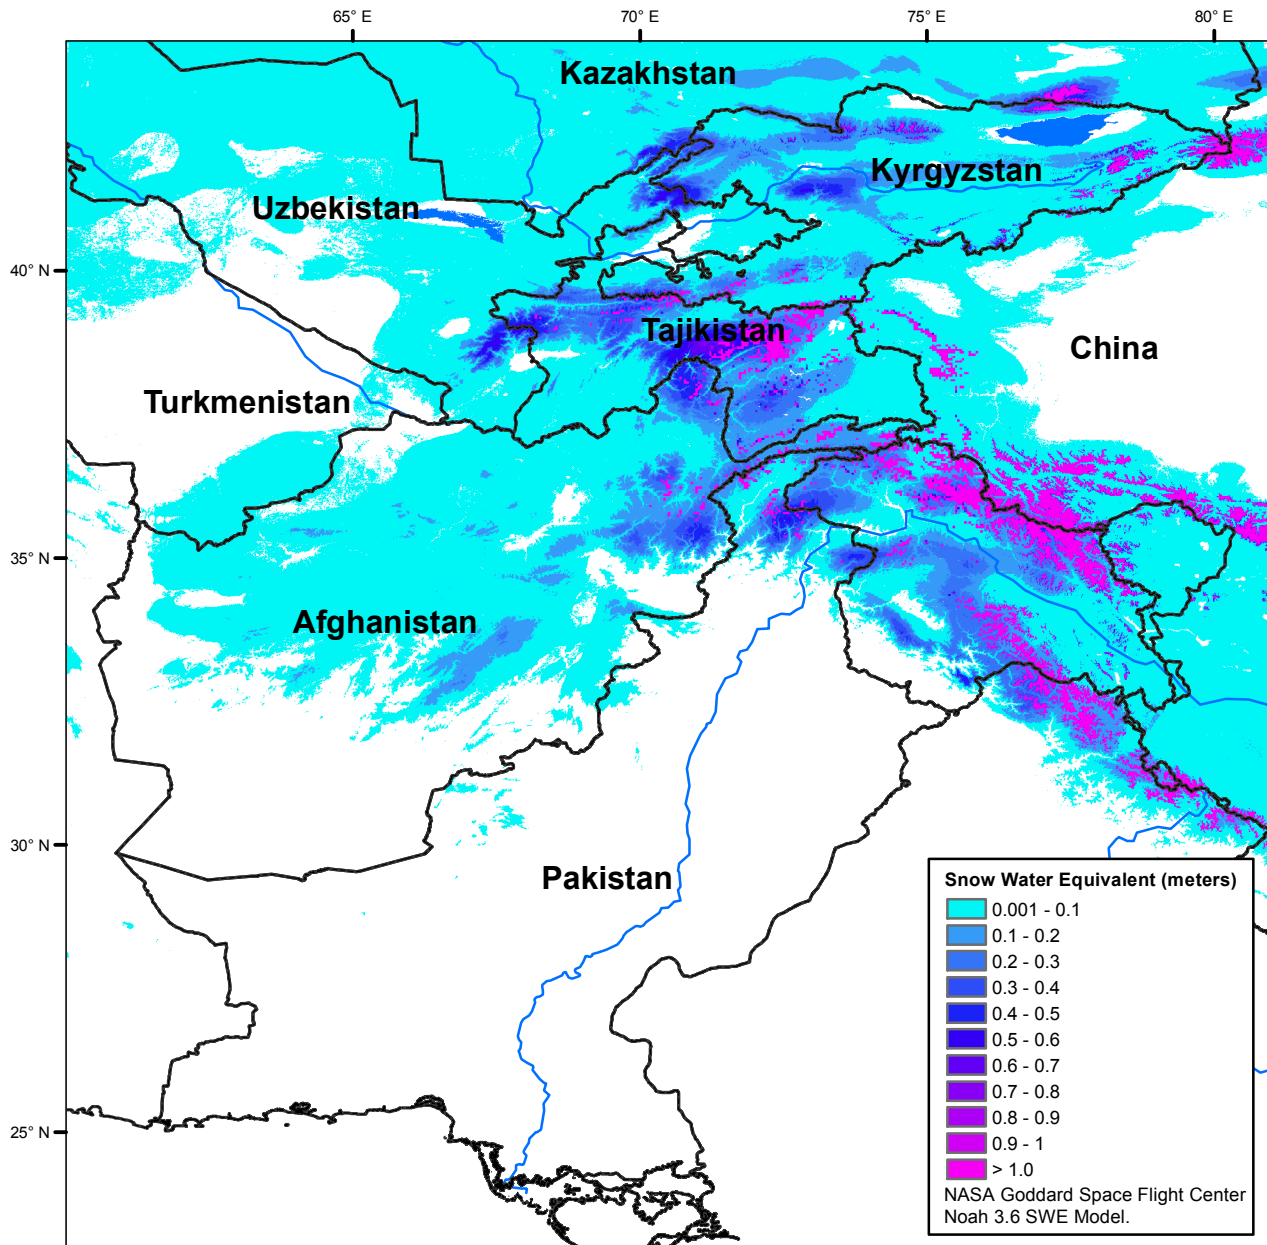 65° E
70° E
75° E
80° E
Kazakhstan
Kyrgyzstan
Uzbekistan
40° N
Tajikistan
China
Turkmenistan
35° N
Afghanistan
30° N
Pakistan
25° N
Snow Water Equivalent (meters)
0.001 - 0.1
0.1 - 0.2
0.2 - 0.3
0.3 - 0.4
0.4 - 0.5
0.5 - 0.6
0.6 - 0.7
0.7 - 0.8
0.8 - 0.9
0.9 - 1
> 1.0
NASA Goddard Space Flight Center
Noah 3.6 SWE Model.